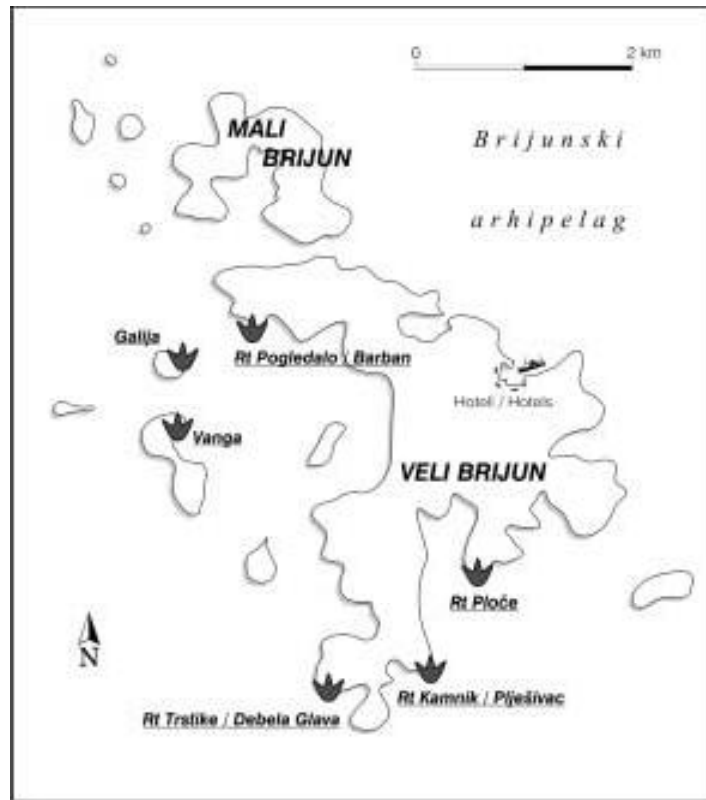 0 2 km
MALI
BRIJUN
Brijunski
arhipelag
Galija
Rt Pogledalo / Barban
Hoteli / Hotels
Vanga
VELI BRIJUN
Rt Ploče
N
Rt Kamnik / Plješivac
Rt Trstike / Debela Glava